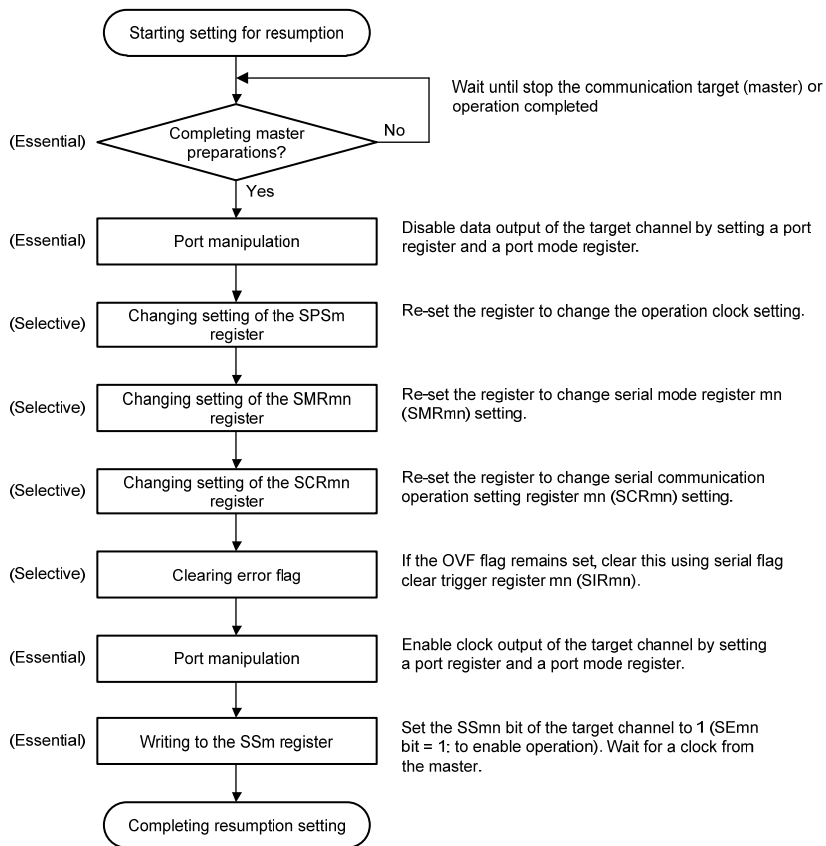 Starting setting for resumption
Wait until stop the communication target (master) or
operation completed
(Essential)
Completing master
preparations?
No
Yes
(Essential)
Port manipulation
Disable data output of the target channel by setting a port
register and a port mode register.
(Selective)
Changing setting of the SPSm
register
Re-set the register to change the operation clock setting.
(Selective)
Changing setting of the SMRmn
register
Re-set the register to change serial mode register mn
(SMRmn) setting.
(Selective)
Changing setting of the SCRmn
register
Re-set the register to change serial communication
operation setting register mn (SCRmn) setting.
(Selective)
Clearing error flag
If the OVF flag remains set, clear this using serial flag
clear trigger register mn (SIRmn).
(Essential)
Port manipulation
Enable clock output of the target channel by setting
a port register and a port mode register.
(Essential)
Writing to the SSm register
Set the SSmn bit of the target channel to 1 (SEmn
bit = 1: to enable operation). Wait for a clock from
the master.
Completing resumption setting